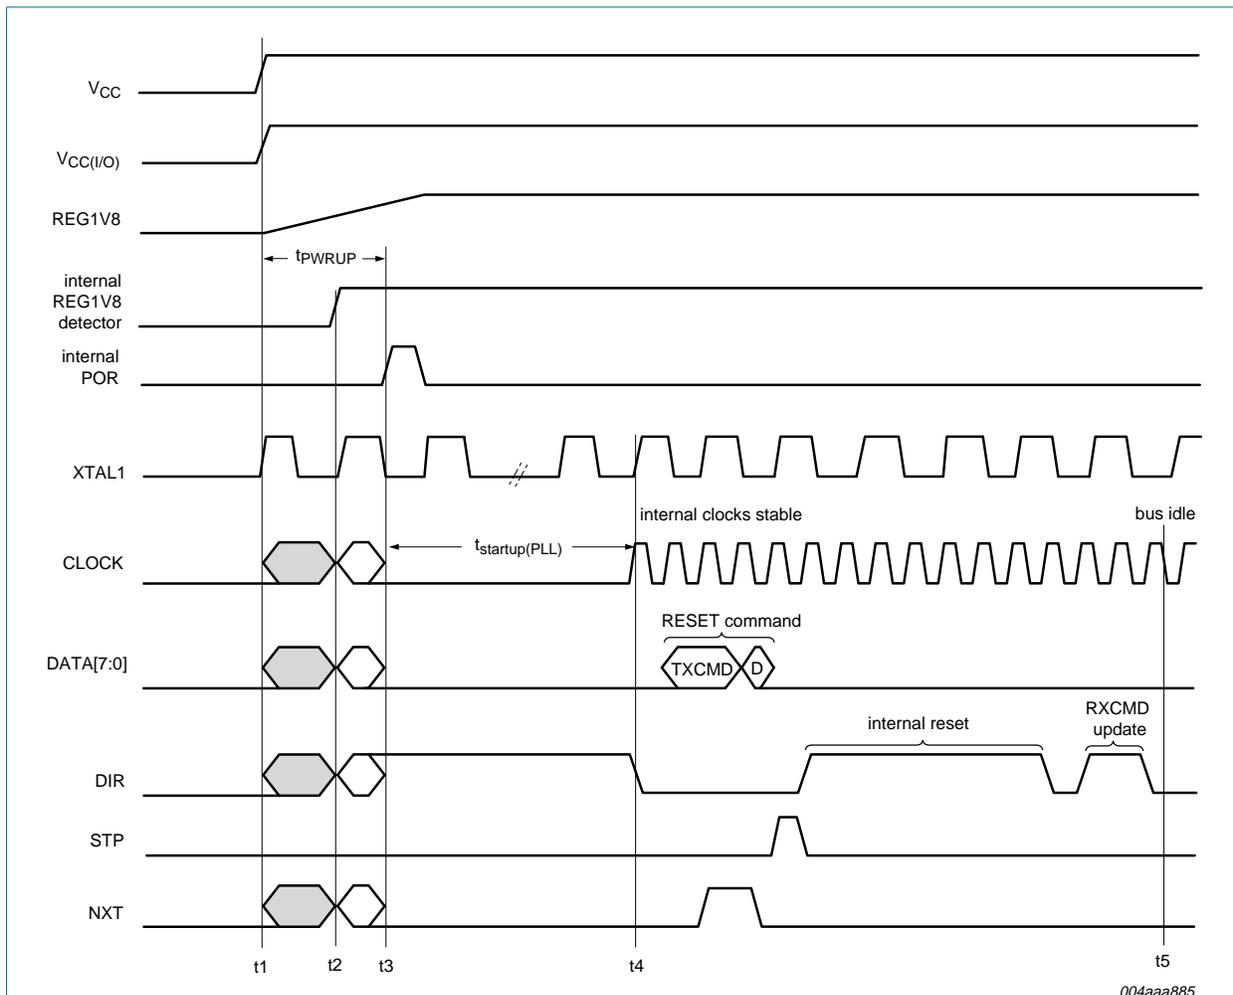 VCC
VCC(I/O)
REG1V8
tPWRUP
internal
REG1V8
detector
internal
POR
XTAL1
internal clocks stable
bus idle
CLOCK
tstartup(PLL)
RESET command
DATA[7:0]
TXCMD
D
RXCMD
update
internal reset
DIR
STP
NXT
t1
t2
t3
t4
t5
004aaa885